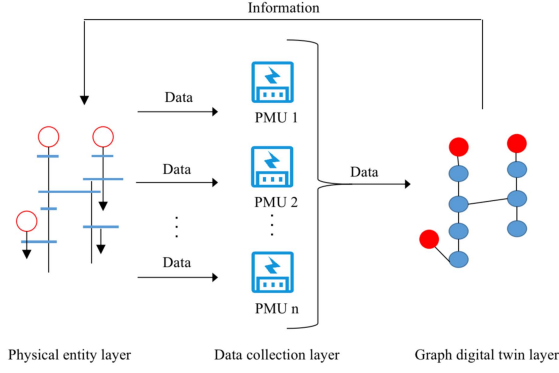 Information
Data
PMU 1
Data
PMU 2
Data
Data
PMU n
Physical entity layer
Data collection layer
Graph digital twin layer